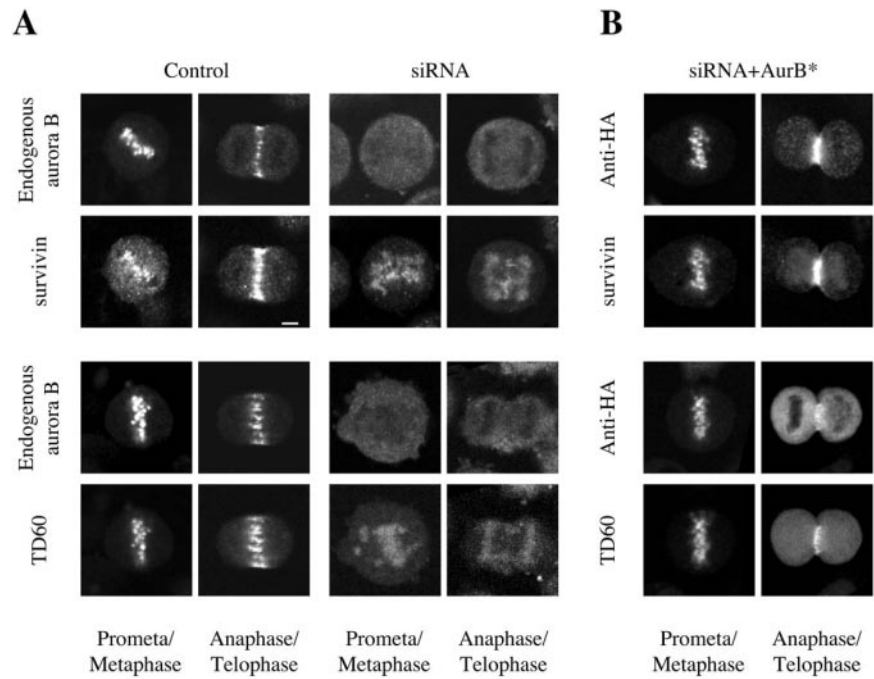 A
B
Control
siRNA
siRNA+AurB*
Endogenous
aurora B
Anti-HA
survivin
survivin
Endogenous
aurora B
Anti-HA
TD60
TD60
Prometa/
Metaphase
Anaphase/
Telophase
Prometa/
Metaphase
Anaphase/
Telophase
Prometa/
Metaphase
Anaphase/
Telophase